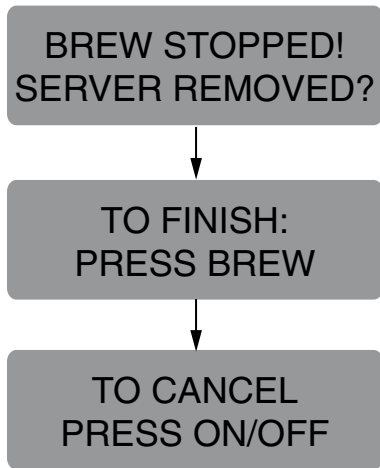 BREW STOPPED!
SERVER REMOVED?
TO FINISH:
PRESS BREW
TO CANCEL
PRESS ON/OFF